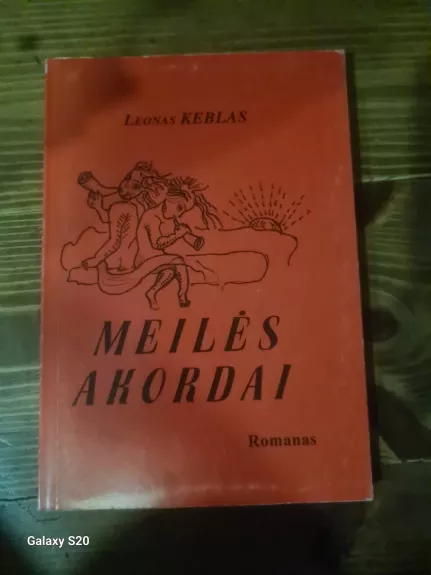 Leonas KEBLAS
MEILĖS
AKORDAI
Romanas
Galaxy S20